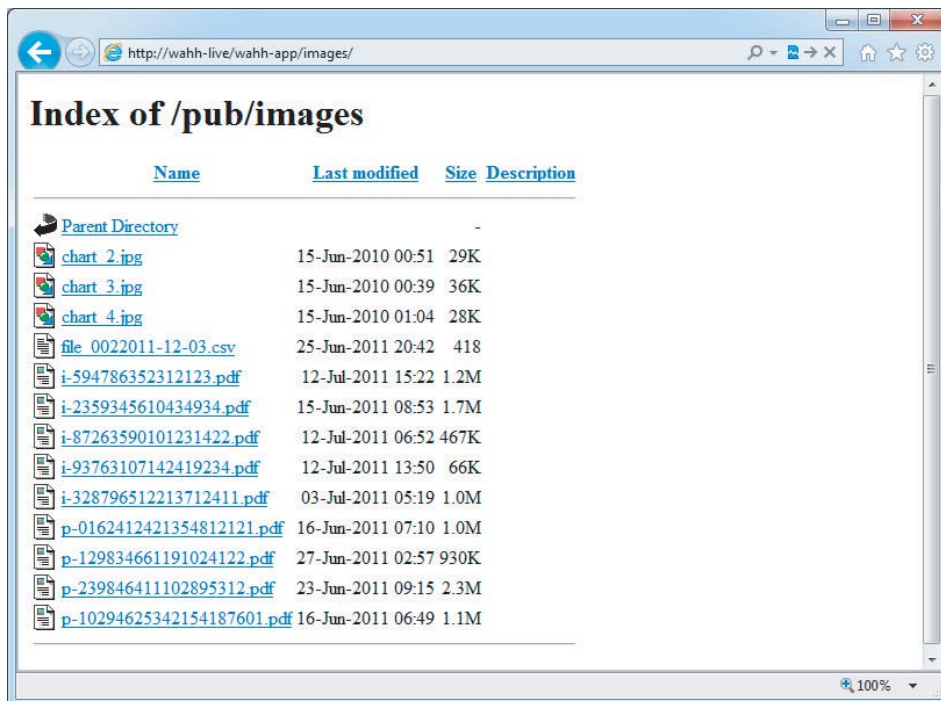 http://wahh-live/wahh-app/images/
Index of /pub/images
Name Last modified Size Description
Parent Directory -
chart_2.jpg 15-Jun-2010 00:51 29K
chart_3.jpg 15-Jun-2010 00:39 36K
chart_4.jpg 15-Jun-2010 01:04 28K
file_0022011-12-03.csv 25-Jun-2011 20:42 418
i-594786352312123.pdf 12-Jul-2011 15:22 1.2M
i-2359345610434934.pdf 15-Jun-2011 08:53 1.7M
i-87263590101231422.pdf 12-Jul-2011 06:52 467K
i-93763107142419234.pdf 12-Jul-2011 13:50 66K
i-328796512213712411.pdf 03-Jul-2011 05:19 1.0M
p-0162412421354812121.pdf 16-Jun-2011 07:10 1.0M
p-129834661191024122.pdf 27-Jun-2011 02:57 930K
p-239846411102895312.pdf 23-Jun-2011 09:15 2.3M
p-10294625342154187601.pdf 16-Jun-2011 06:49 1.1M
100%